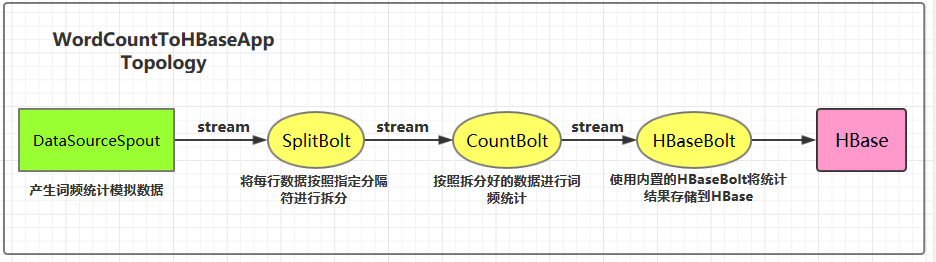 WordCountToHBaseApp
Topology
DataSourceSpout
stream
SplitBolt
stream
CountBolt
stream
HBaseBolt
HBase
产生词频统计模拟数据
将每行数据按照指定分隔
符进行拆分
按照拆分好的数据进行词
频统计
使用内置的HBaseBolt将统计
结果存储到HBase